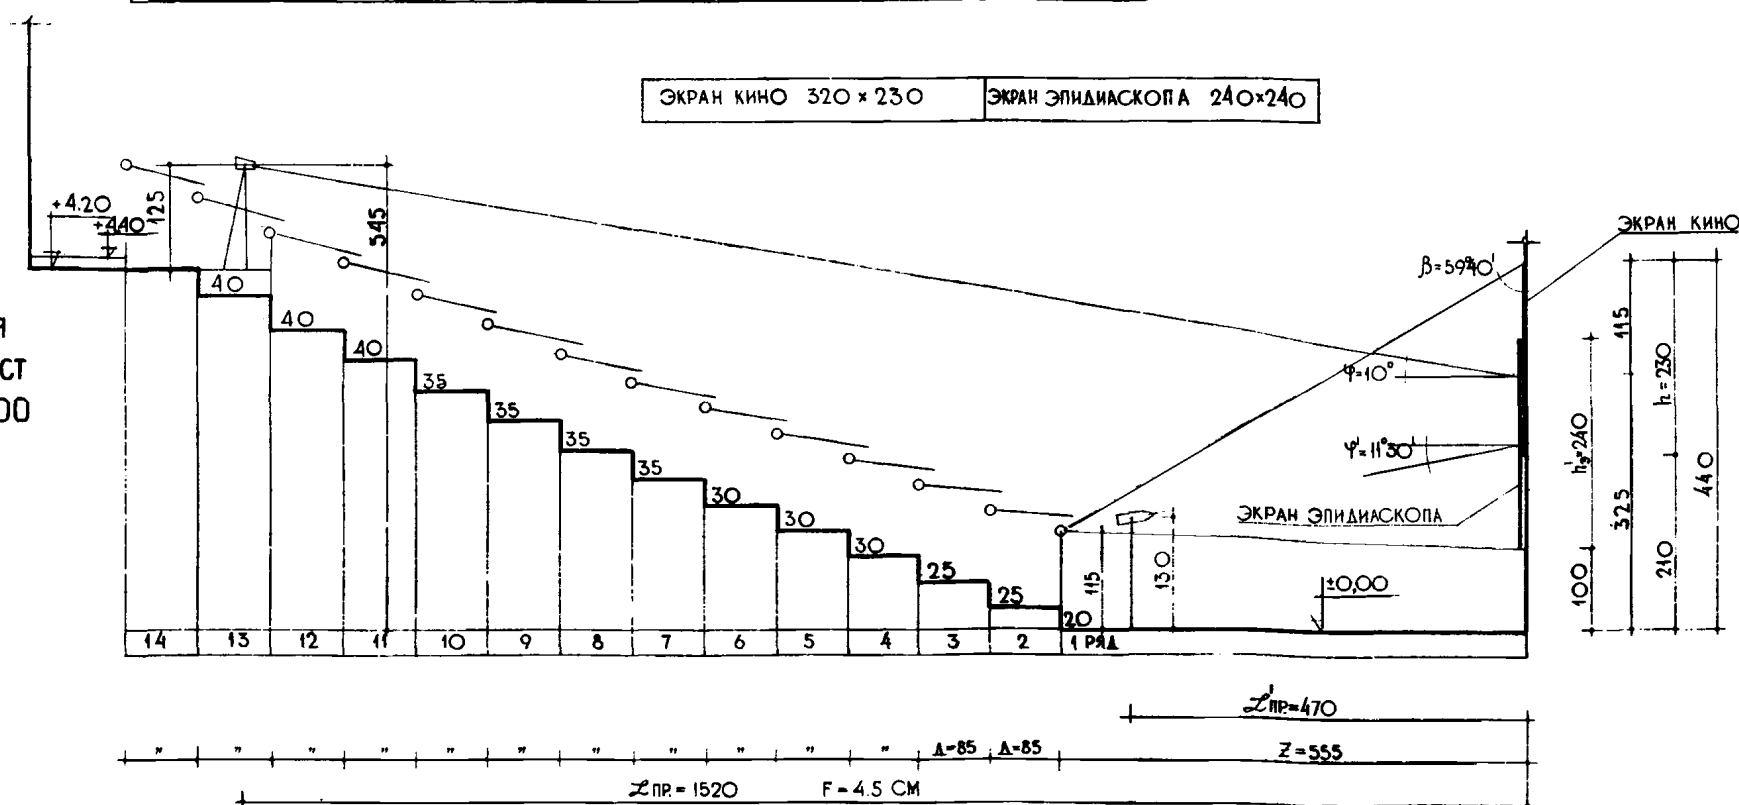 ЭКРАН КИНО 320 × 230 ЭКРАН ЭПИДИАСКОПА 240×240
+4.20
+4.40
125
545
ЭКРАН КИНО
β=59°40'
40
40
40
35
35
35
35
30
30
30
25
25
20
Я
СТ
00
φ=10°
φ'=11°30'
ЭКРАН ЭПИДИАСКОПА
115
130
±0,00
h'э=240
100
115
325
h=230
210
440
14 13 12 11 10 9 8 7 6 5 4 3 2 1 РЯД
ℒ'ПР.=470
" " " " " " " " " " " Δ=85 Δ=85 Z=555
ℒПР.=1520 F=4.5 СМ